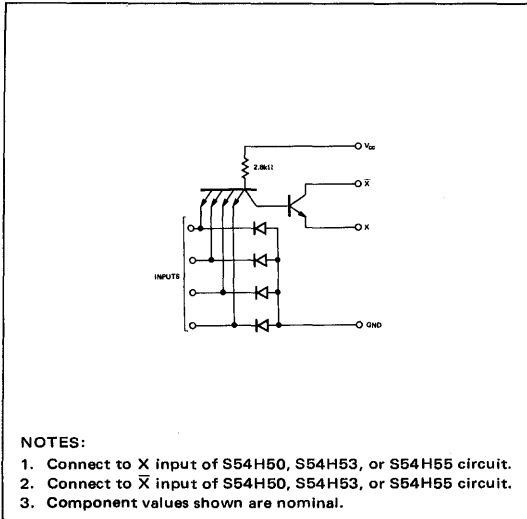 V_CC
2.8kΩ
X̅
X
INPUTS
GND
NOTES:
1. Connect to X input of S54H50, S54H53, or S54H55 circuit.
2. Connect to X̅ input of S54H50, S54H53, or S54H55 circuit.
3. Component values shown are nominal.